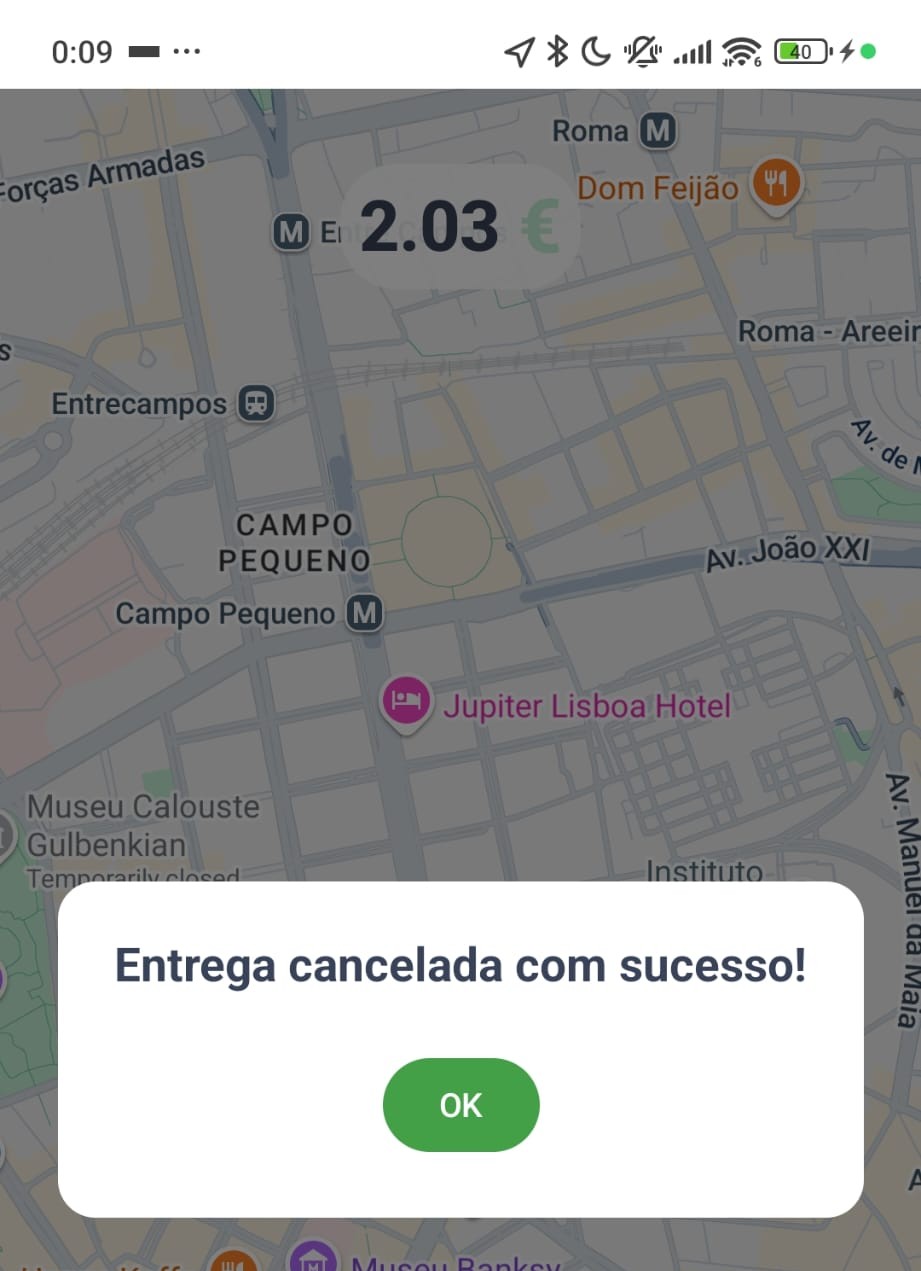 0:09
6
40
Roma M
Forças Armadas
Dom Feijão
M
2.03 €
Roma - Areeir
s
Entrecampos
Av. de
CAMPO
PEQUENO
Av. João XXI
Campo Pequeno M
Jupiter Lisboa Hotel
Museu Calouste
Gulbenkian
Temporarily closed
Instituto
Av. Manuel da Maia
Entrega cancelada com sucesso!
OK
Museu Banksy